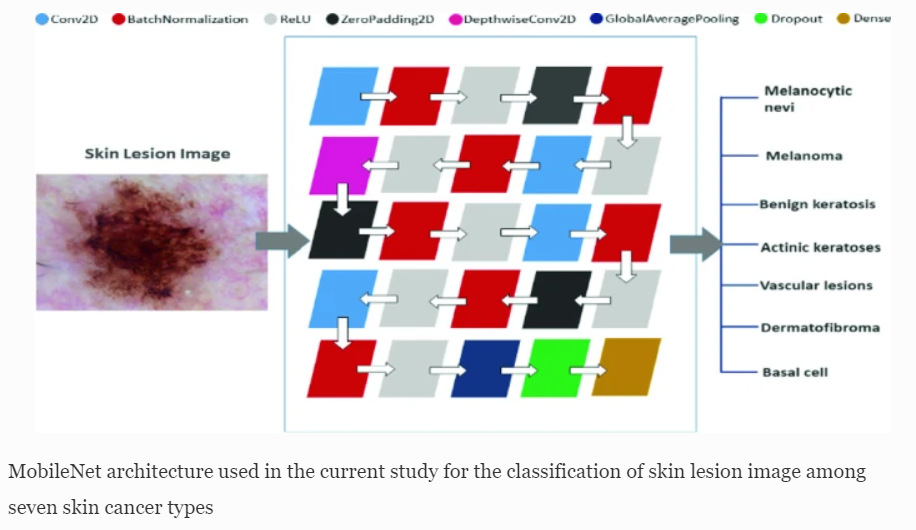 Conv2D BatchNormalization ReLU ZeroPadding2D DepthwiseConv2D GlobalAveragePooling Dropout Dense
Skin Lesion Image
Melanocytic
nevi
Melanoma
Benign keratosis
Actinic keratoses
Vascular lesions
Dermatofibroma
Basal cell
MobileNet architecture used in the current study for the classification of skin lesion image among
seven skin cancer types